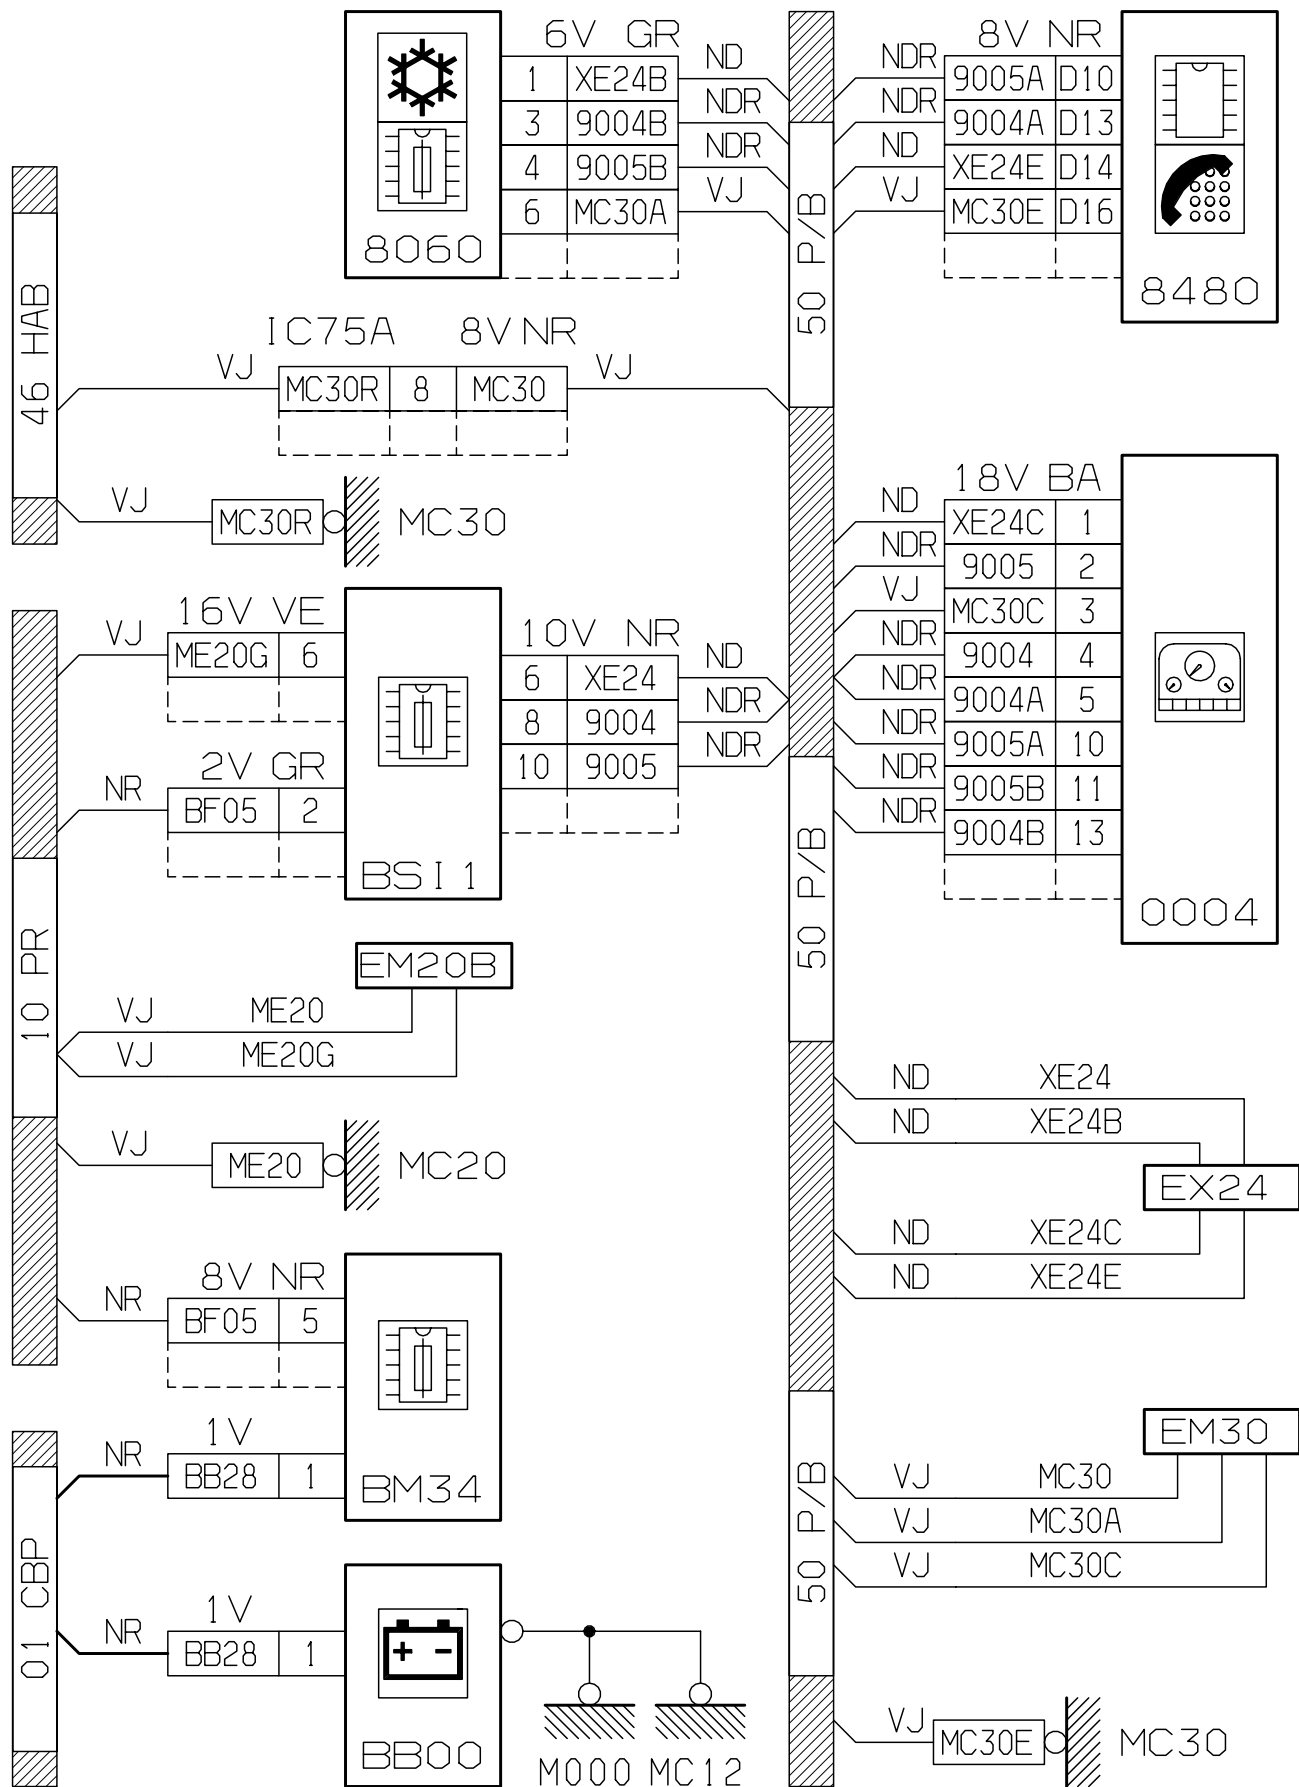 6V GR
ND
1 XE24B
NDR
3 9004B
NDR
4 9005B
VJ
6 MC30A
8060
8V NR
NDR
9005A D10
NDR
9004A D13
ND
XE24E D14
VJ
MC30E D16
8480
50 P/B
46 HAB
IC75A 8V NR
VJ
MC30R 8 MC30
VJ
VJ
MC30R
MC30
18V BA
ND
XE24C 1
NDR
9005 2
VJ
MC30C 3
NDR
9004 4
NDR
9004A 5
NDR
9005A 10
NDR
9005B 11
NDR
9004B 13
0004
16V VE
VJ
ME20G 6
2V GR
NR
BF05 2
BSI 1
10V NR
ND
6 XE24
NDR
8 9004
NDR
10 9005
50 P/B
10 PR
EM20B
VJ ME20
VJ ME20G
VJ
ME20
MC20
ND XE24
ND XE24B
EX24
ND XE24C
ND XE24E
8V NR
NR
BF05 5
1V
NR
BB28 1
BM34
01 CBP
1V
NR
BB28 1
BB00
M000 MC12
50 P/B
EM30
VJ MC30
VJ MC30A
VJ MC30C
VJ
MC30E
MC30